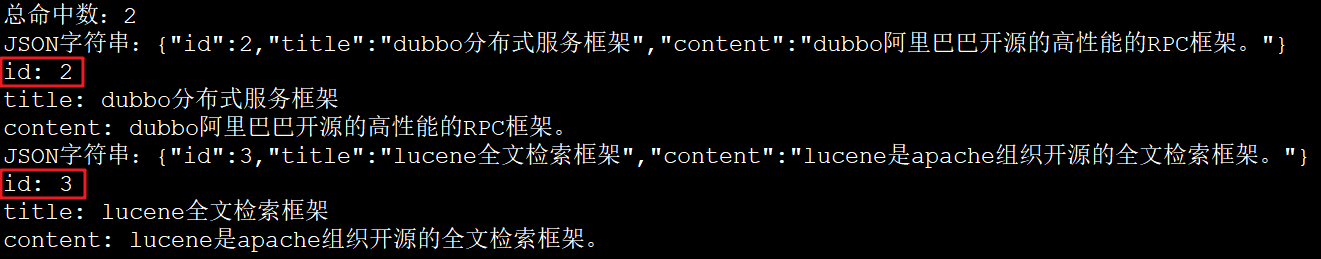 总命中数：2
JSON字符串：{"id":2,"title":"dubbo分布式服务框架","content":"dubbo阿里巴巴开源的高性能的RPC框架。"}
id: 2
title: dubbo分布式服务框架
content: dubbo阿里巴巴开源的高性能的RPC框架。
JSON字符串：{"id":3,"title":"lucene全文检索框架","content":"lucene是apache组织开源的全文检索框架。"}
id: 3
title: lucene全文检索框架
content: lucene是apache组织开源的全文检索框架。